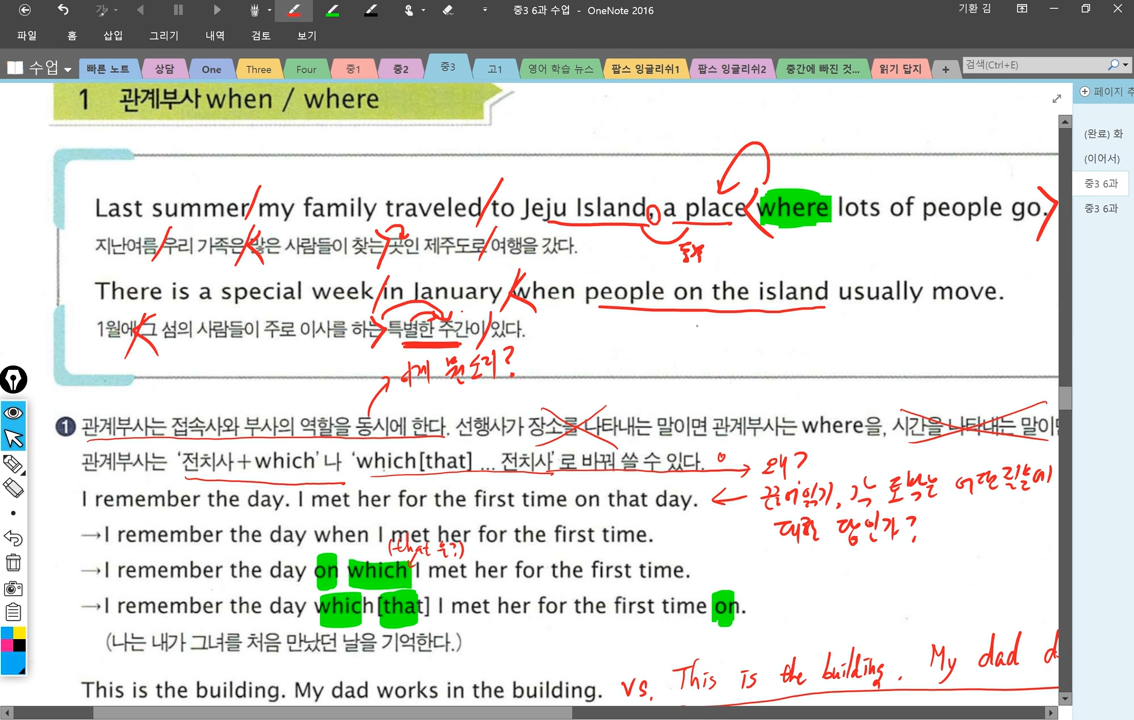 중3 6과 수업 - OneNote 2016
기환 김
파일 홈 삽입 그리기 내역 검토 보기
수업 빠른 노트 상담 One Three Four 중1 중2 중3 고1 영어 학습 뉴스 팝스 잉글리쉬1 팝스 잉글리쉬2 중간에 빠진 것... 읽기 답지 + 검색(Ctrl+E)
페이지 추
(완료) 화
(이어서)
중3 6과
중3 6과
1 관계부사 when / where
Last summer my family traveled to Jeju Island, a place where lots of people go.
동격
지난여름 우리 가족은 많은 사람들이 찾는 곳인 제주도로 여행을 갔다.
There is a special week in January when people on the island usually move.
1월에 그 섬의 사람들이 주로 이사를 하는 특별한 주간이 있다.
이게 뭔 소리?
1 관계부사는 접속사와 부사의 역할을 동시에 한다. 선행사가 장소를 나타내는 말이면 관계부사는 where을, 시간을 나타내는 말이면
관계부사는 ‘전치사+which’나 ‘which[that] ... 전치사’로 바꿔 쓸 수 있다.
왜?
I remember the day. I met her for the first time on that day.
끊어읽기, 각 토막은 어떤 질문에
대한 답인가?
→I remember the day when I met her for the first time.
(that 은?)
→I remember the day on which I met her for the first time.
→I remember the day which[that] I met her for the first time on.
(나는 내가 그녀를 처음 만났던 날을 기억한다.)
This is the building. My dad works in the building.
vs. This is the building. My dad d